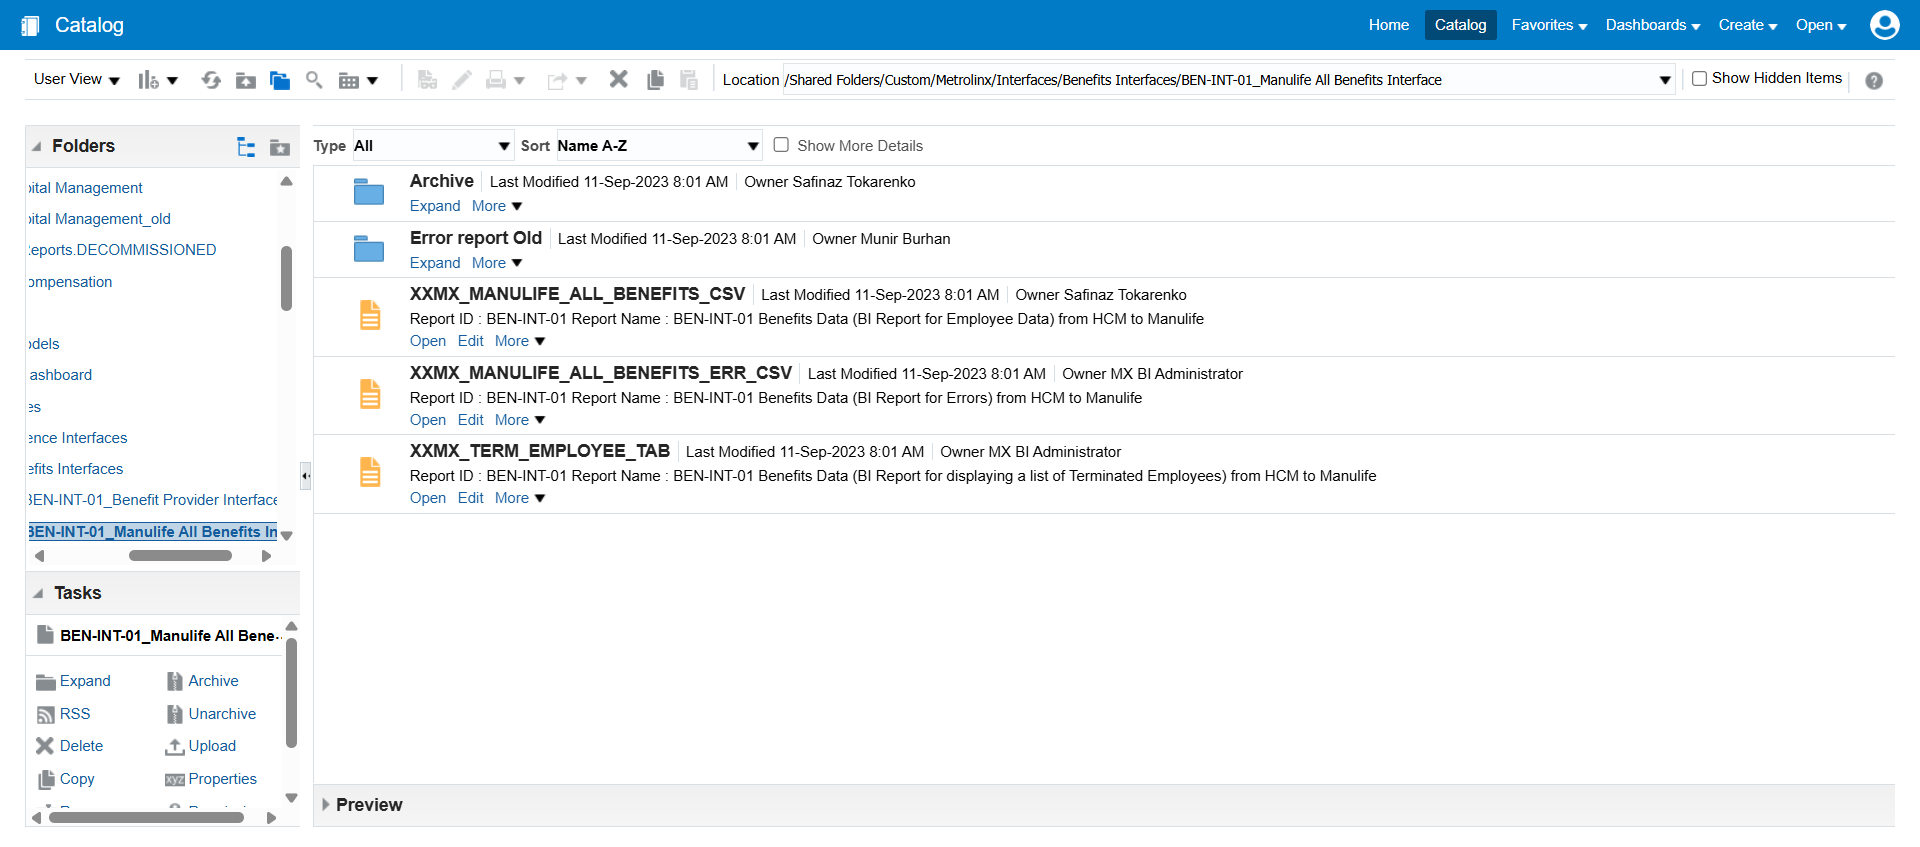 Catalog
Home Catalog Favorites Dashboards Create Open
User View
Location /Shared Folders/Custom/Metrolinx/Interfaces/Benefits Interfaces/BEN-INT-01_Manulife All Benefits Interface
Show Hidden Items
Folders
pital Management
pital Management_old
Reports.DECOMMISSIONED
ompensation
odels
ashboard
es
ence Interfaces
efits Interfaces
BEN-INT-01_Benefit Provider Interface
BEN-INT-01_Manulife All Benefits In
Tasks
BEN-INT-01_Manulife All Bene..
Expand Archive
RSS Unarchive
Delete Upload
Copy xyz Properties
Type All Sort Name A-Z Show More Details
Archive Last Modified 11-Sep-2023 8:01 AM Owner Safinaz Tokarenko
Expand More
Error report Old Last Modified 11-Sep-2023 8:01 AM Owner Munir Burhan
Expand More
XXMX_MANULIFE_ALL_BENEFITS_CSV Last Modified 11-Sep-2023 8:01 AM Owner Safinaz Tokarenko
Report ID : BEN-INT-01 Report Name : BEN-INT-01 Benefits Data (BI Report for Employee Data) from HCM to Manulife
Open Edit More
XXMX_MANULIFE_ALL_BENEFITS_ERR_CSV Last Modified 11-Sep-2023 8:01 AM Owner MX BI Administrator
Report ID : BEN-INT-01 Report Name : BEN-INT-01 Benefits Data (BI Report for Errors) from HCM to Manulife
Open Edit More
XXMX_TERM_EMPLOYEE_TAB Last Modified 11-Sep-2023 8:01 AM Owner MX BI Administrator
Report ID : BEN-INT-01 Report Name : BEN-INT-01 Benefits Data (BI Report for displaying a list of Terminated Employees) from HCM to Manulife
Open Edit More
Preview